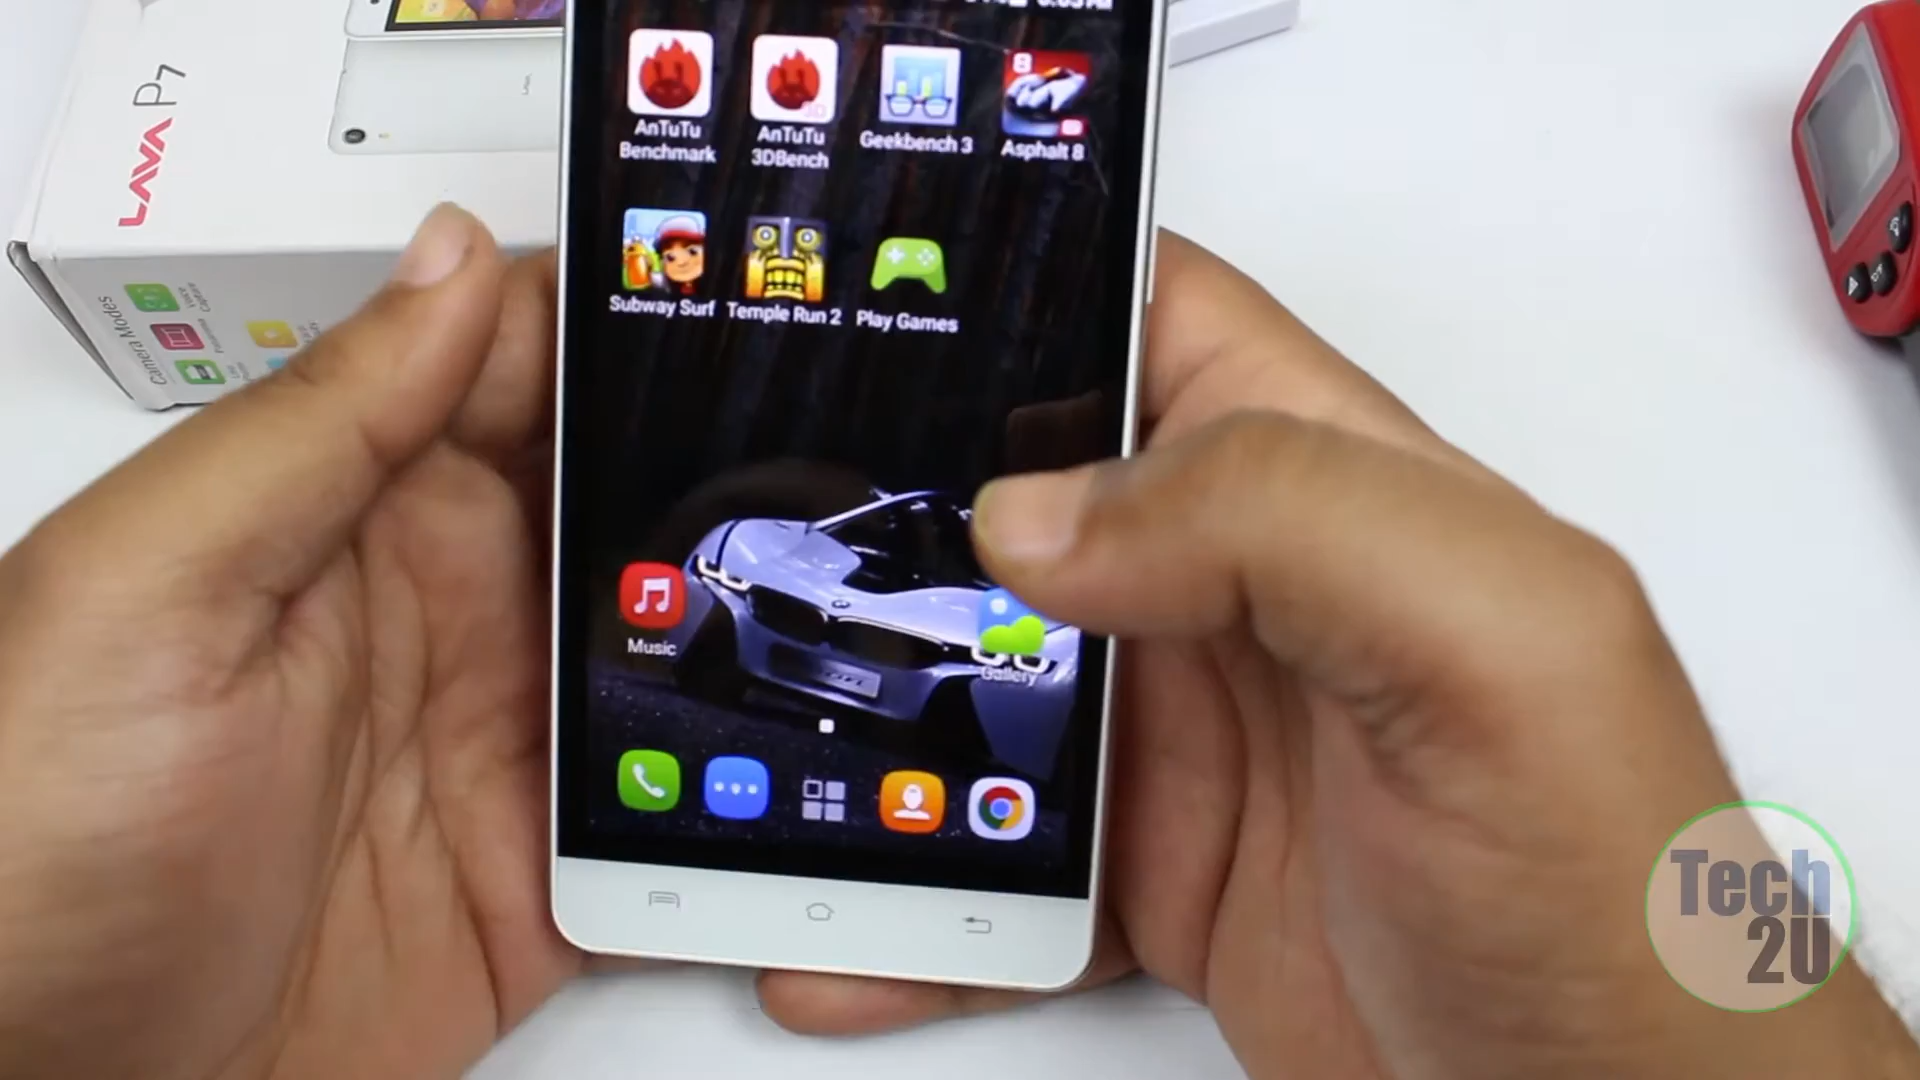 LAVA P7
Camera Modes
AnTuTu
Benchmark
AnTuTu
3DBench
Geekbench 3
8
Asphalt 8
Subway Surf
Temple Run 2
Play Games
Music
Gallery
Tech
2U